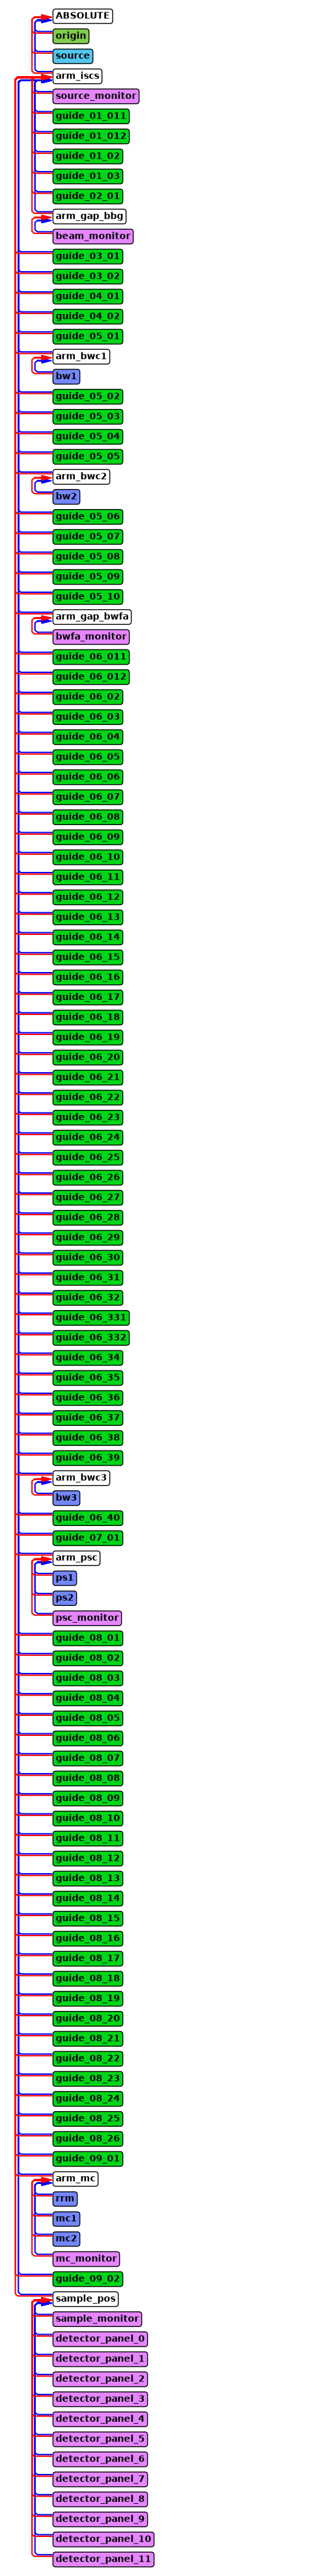 ABSOLUTE
origin
source
arm_iscs
source_monitor
guide_01_011
guide_01_012
guide_01_02
guide_01_03
guide_02_01
arm_gap_bbg
beam_monitor
guide_03_01
guide_03_02
guide_04_01
guide_04_02
guide_05_01
arm_bwc1
bw1
guide_05_02
guide_05_03
guide_05_04
guide_05_05
arm_bwc2
bw2
guide_05_06
guide_05_07
guide_05_08
guide_05_09
guide_05_10
arm_gap_bwfa
bwfa_monitor
guide_06_011
guide_06_012
guide_06_02
guide_06_03
guide_06_04
guide_06_05
guide_06_06
guide_06_07
guide_06_08
guide_06_09
guide_06_10
guide_06_11
guide_06_12
guide_06_13
guide_06_14
guide_06_15
guide_06_16
guide_06_17
guide_06_18
guide_06_19
guide_06_20
guide_06_21
guide_06_22
guide_06_23
guide_06_24
guide_06_25
guide_06_26
guide_06_27
guide_06_28
guide_06_29
guide_06_30
guide_06_31
guide_06_32
guide_06_331
guide_06_332
guide_06_34
guide_06_35
guide_06_36
guide_06_37
guide_06_38
guide_06_39
arm_bwc3
bw3
guide_06_40
guide_07_01
arm_psc
ps1
ps2
psc_monitor
guide_08_01
guide_08_02
guide_08_03
guide_08_04
guide_08_05
guide_08_06
guide_08_07
guide_08_08
guide_08_09
guide_08_10
guide_08_11
guide_08_12
guide_08_13
guide_08_14
guide_08_15
guide_08_16
guide_08_17
guide_08_18
guide_08_19
guide_08_20
guide_08_21
guide_08_22
guide_08_23
guide_08_24
guide_08_25
guide_08_26
guide_09_01
arm_mc
rrm
mc1
mc2
mc_monitor
guide_09_02
sample_pos
sample_monitor
detector_panel_0
detector_panel_1
detector_panel_2
detector_panel_3
detector_panel_4
detector_panel_5
detector_panel_6
detector_panel_7
detector_panel_8
detector_panel_9
detector_panel_10
detector_panel_11